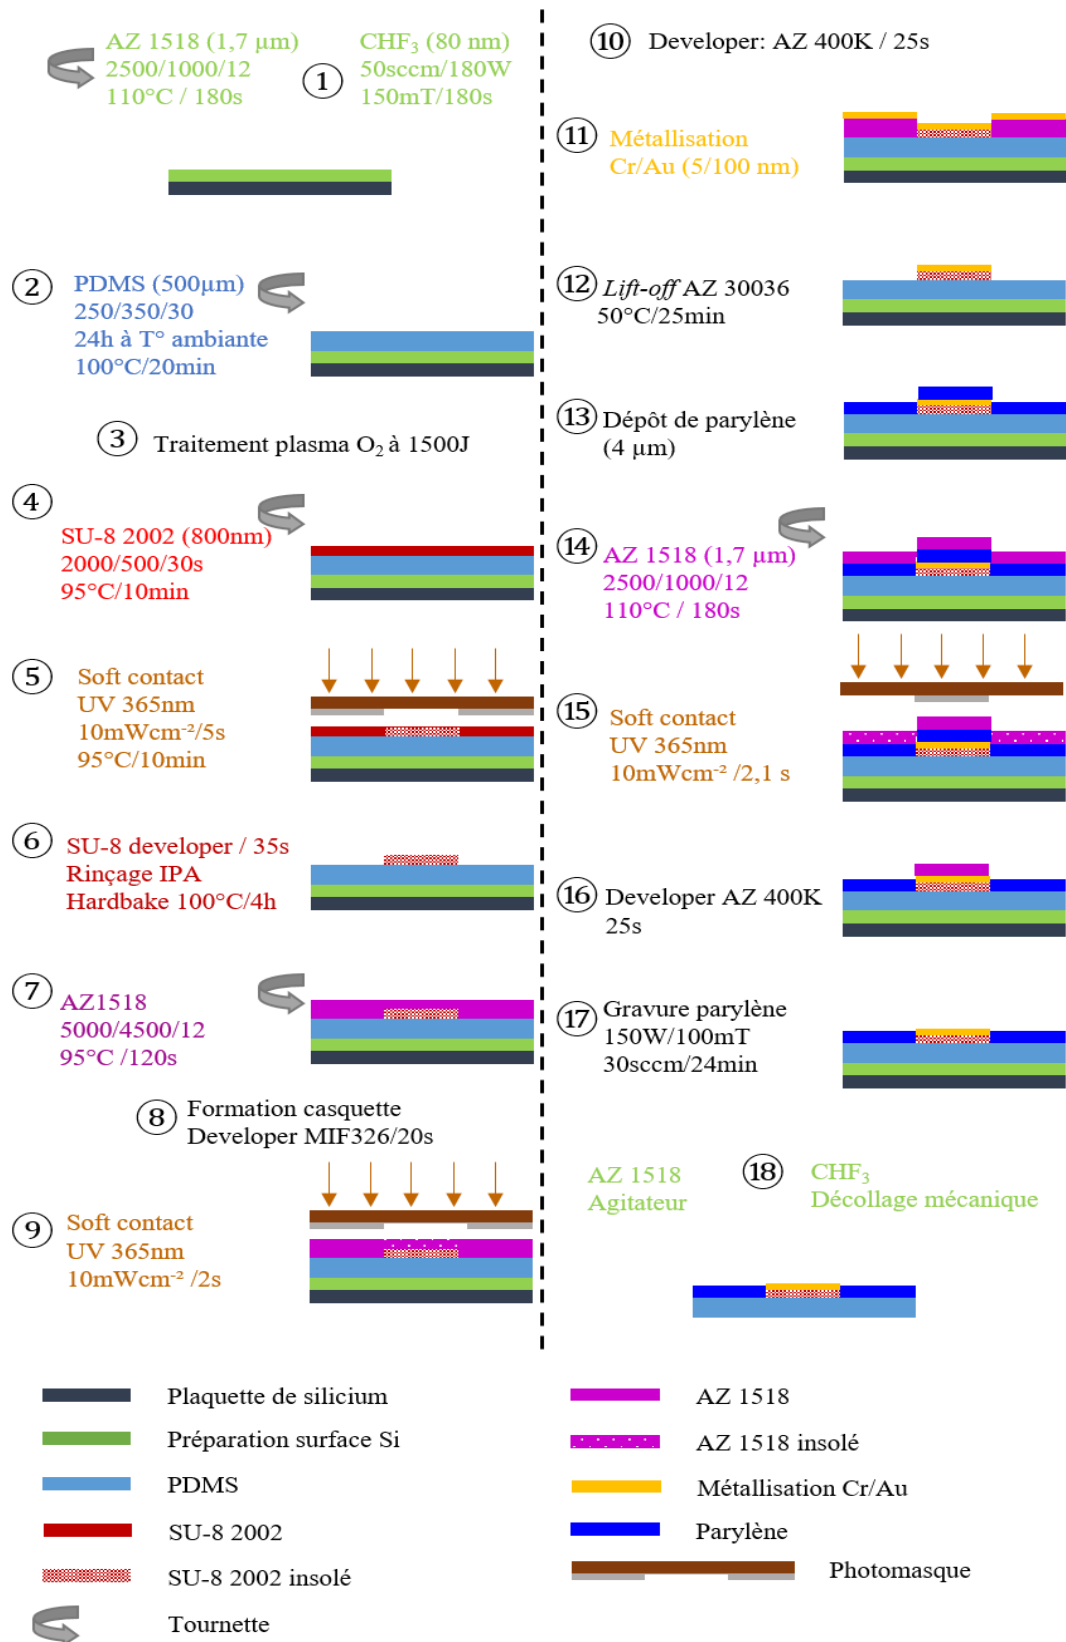 1
AZ 1518 (1,7 µm)
2500/1000/12
110°C / 180s
CHF₃ (80 nm)
50sccm/180W
150mT/180s
2
PDMS (500µm)
250/350/30
24h à T° ambiante
100°C/20min
3
Traitement plasma O₂ à 1500J
4
SU-8 2002 (800nm)
2000/500/30s
95°C/10min
5
Soft contact
UV 365nm
10mWcm⁻²/5s
95°C/10min
6
SU-8 developer / 35s
Rinçage IPA
Hardbake 100°C/4h
7
AZ1518
5000/4500/12
95°C /120s
8
Formation casquette
Developer MIF326/20s
9
Soft contact
UV 365nm
10mWcm⁻² /2s
10
Developer: AZ 400K / 25s
11
Métallisation
Cr/Au (5/100 nm)
12
Lift-off AZ 30036
50°C/25min
13
Dépôt de parylène
(4 µm)
14
AZ 1518 (1,7 µm)
2500/1000/12
110°C / 180s
15
Soft contact
UV 365nm
10mWcm⁻² /2,1 s
16
Developer AZ 400K
25s
17
Gravure parylène
150W/100mT
30sccm/24min
18
AZ 1518
Agitateur
CHF₃
Décollage mécanique
Plaquette de silicium
Préparation surface Si
PDMS
SU-8 2002
SU-8 2002 insolé
Tournette
AZ 1518
AZ 1518 insolé
Métallisation Cr/Au
Parylène
Photomasque